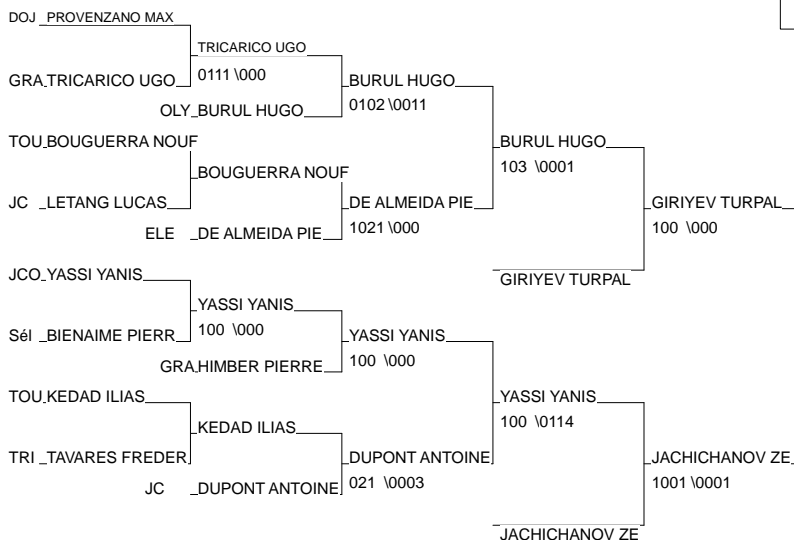 DOJ PROVENZANO MAX
TRICARICO UGO
0111 \000
GRA TRICARICO UGO
BURUL HUGO
0102 \0011
OLY BURUL HUGO
TOU BOUGUERRA NOUF
BURUL HUGO
103 \0001
BOUGUERRA NOUF
JC LETANG LUCAS
DE ALMEIDA PIE
1021 \000
GIRIYEV TURPAL
100 \000
ELE DE ALMEIDA PIE
JCO YASSI YANIS
GIRIYEV TURPAL
YASSI YANIS
100 \000
Sél BIENAIME PIERR
YASSI YANIS
100 \000
GRA HIMBER PIERRE
TOU KEDAD ILIAS
YASSI YANIS
100 \0114
KEDAD ILIAS
TRI TAVARES FREDER
DUPONT ANTOINE
021 \0003
JACHICHANOV ZE
1001 \0001
JC DUPONT ANTOINE
JACHICHANOV ZE